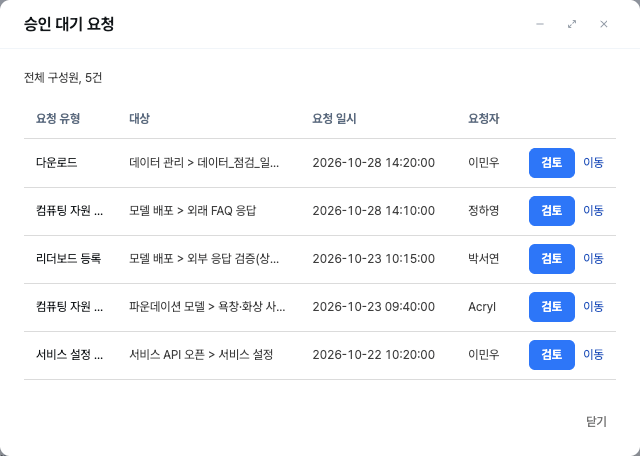 승인 대기 요청
전체 구성원, 5건
요청 유형 대상 요청 일시 요청자
다운로드 데이터 관리 > 데이터_점검_일... 2026-10-28 14:20:00 이민우 검토 이동
컴퓨팅 자원 ... 모델 배포 > 외래 FAQ 응답 2026-10-28 14:10:00 정하영 검토 이동
리더보드 등록 모델 배포 > 외부 응답 검증(상... 2026-10-23 10:15:00 박서연 검토 이동
컴퓨팅 자원 ... 파운데이션 모델 > 욕창·화상 사... 2026-10-23 09:40:00 Acryl 검토 이동
서비스 설정 ... 서비스 API 오픈 > 서비스 설정 2026-10-22 10:20:00 이민우 검토 이동
닫기